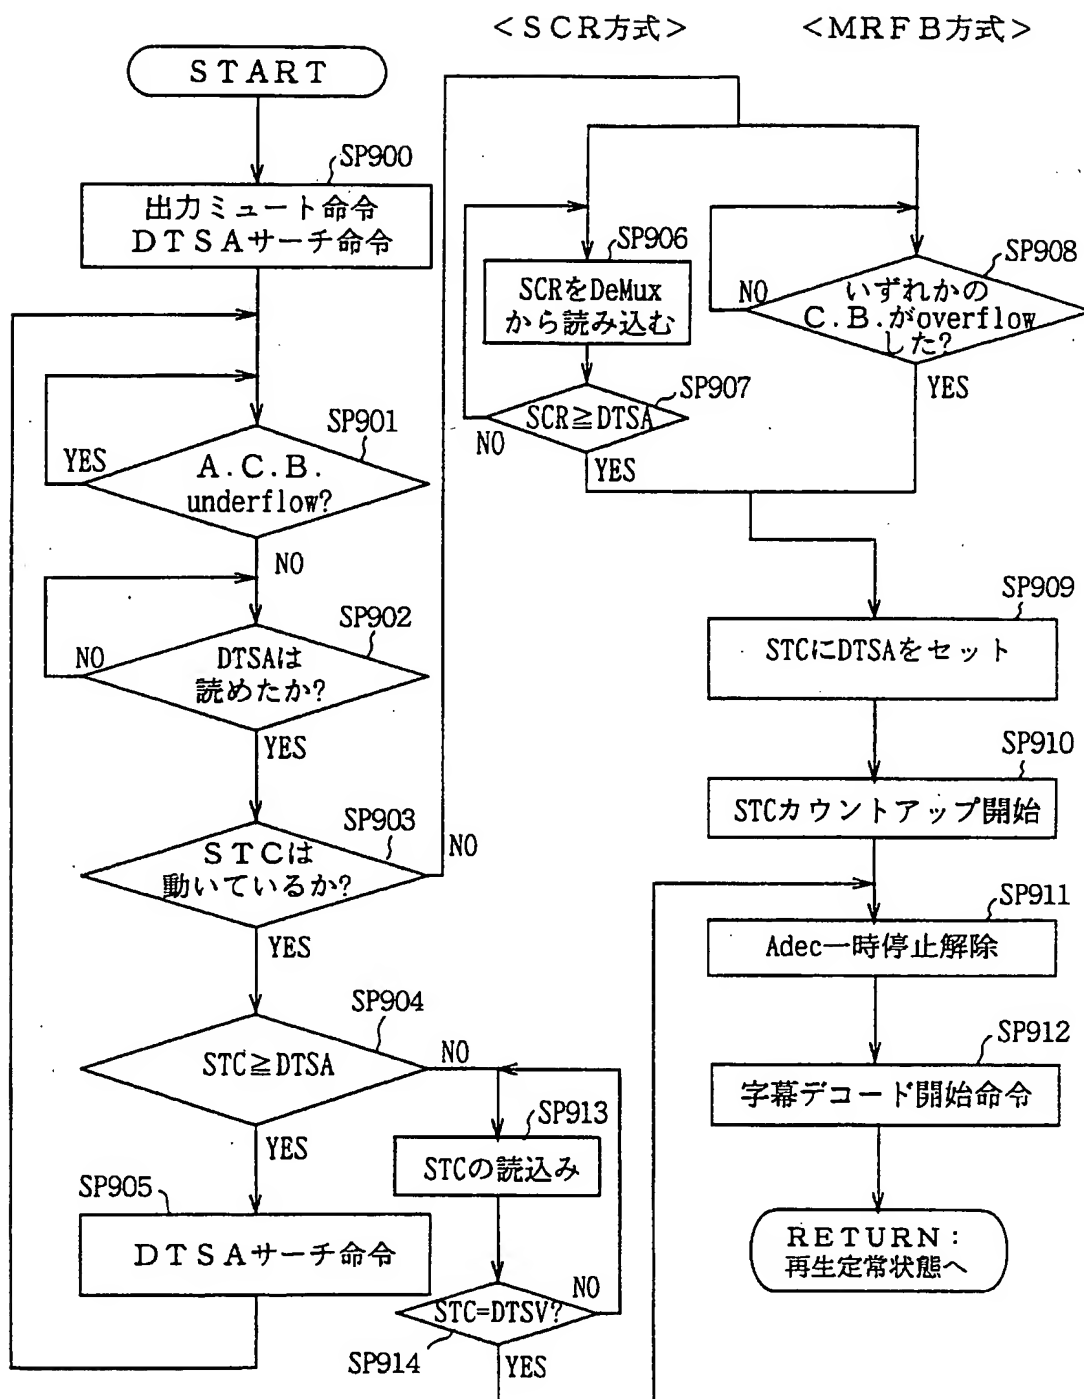 <SCR方式>
<MRFB方式>
START
SP900
出力ミュート命令
DTSAサーチ命令
SP901
A.C.B.
underflow?
YES
NO
SP902
DTSAは
読めたか?
NO
YES
SP903
STCは
動いているか?
NO
YES
SP904
STC≧DTSA
NO
YES
SP905
DTSAサーチ命令
SP913
STCの読込み
STC=DTSV?
NO
SP914
YES
SP906
SCRをDeMux
から読み込む
SP907
SCR≧DTSA
NO
YES
SP908
いずれかの
C.B.がoverflow
した?
NO
YES
SP909
STCにDTSAをセット
SP910
STCカウントアップ開始
SP911
Adec一時停止解除
SP912
字幕デコード開始命令
RETURN:
再生定常状態へ